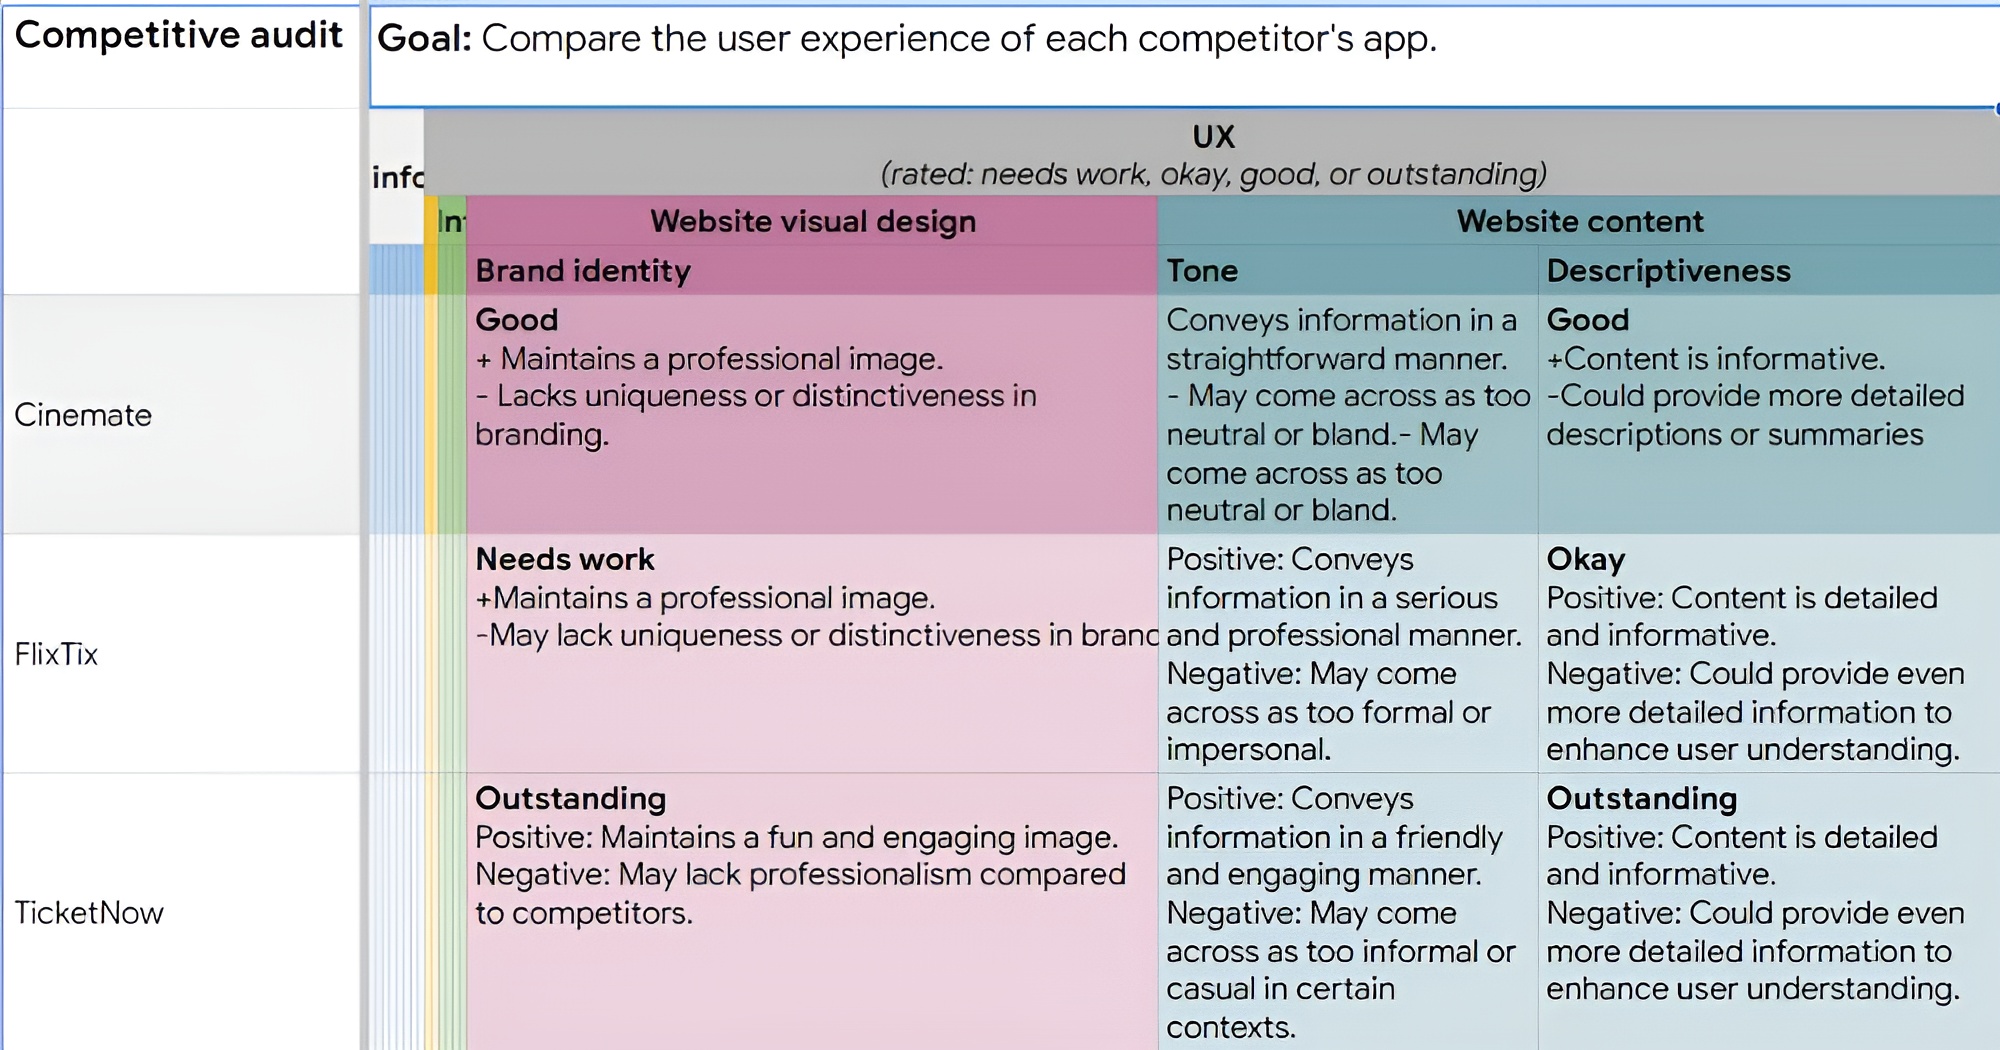 Competitive audit
Goal: Compare the user experience of each competitor's app.
UX
(rated: needs work, okay, good, or outstanding)
Website visual design
Website content
Brand identity
Tone
Descriptiveness
Cinemate
Good
+ Maintains a professional image.
- Lacks uniqueness or distinctiveness in
branding.
Conveys information in a
straightforward manner.
- May come across as too
neutral or bland.- May
come across as too
neutral or bland.
Good
+Content is informative.
-Could provide more detailed
descriptions or summaries
FlixTix
Needs work
+Maintains a professional image.
-May lack uniqueness or distinctiveness in
Positive: Conveys
information in a serious
and professional manner.
Negative: May come
across as too formal or
impersonal.
Okay
Positive: Content is detailed
and informative.
Negative: Could provide even
more detailed information to
enhance user understanding.
TicketNow
Outstanding
Positive: Maintains a fun and engaging image.
Negative: May lack professionalism compared
to competitors.
Positive: Conveys
information in a friendly
and engaging manner.
Negative: May come
across as too informal or
casual in certain
contexts.
Outstanding
Positive: Content is detailed
and informative.
Negative: Could provide even
more detailed information to
enhance user understanding.